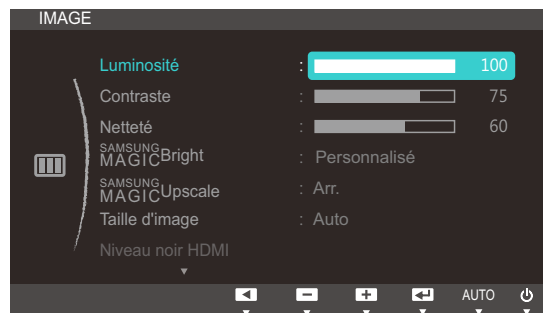 IMAGE
Luminosité : 100
Contraste : 75
Netteté : 60
SAMSUNG MAGICBright : Personnalisé
SAMSUNG MAGICUpscale : Arr.
Taille d'image : Auto
Niveau noir HDMI
AUTO